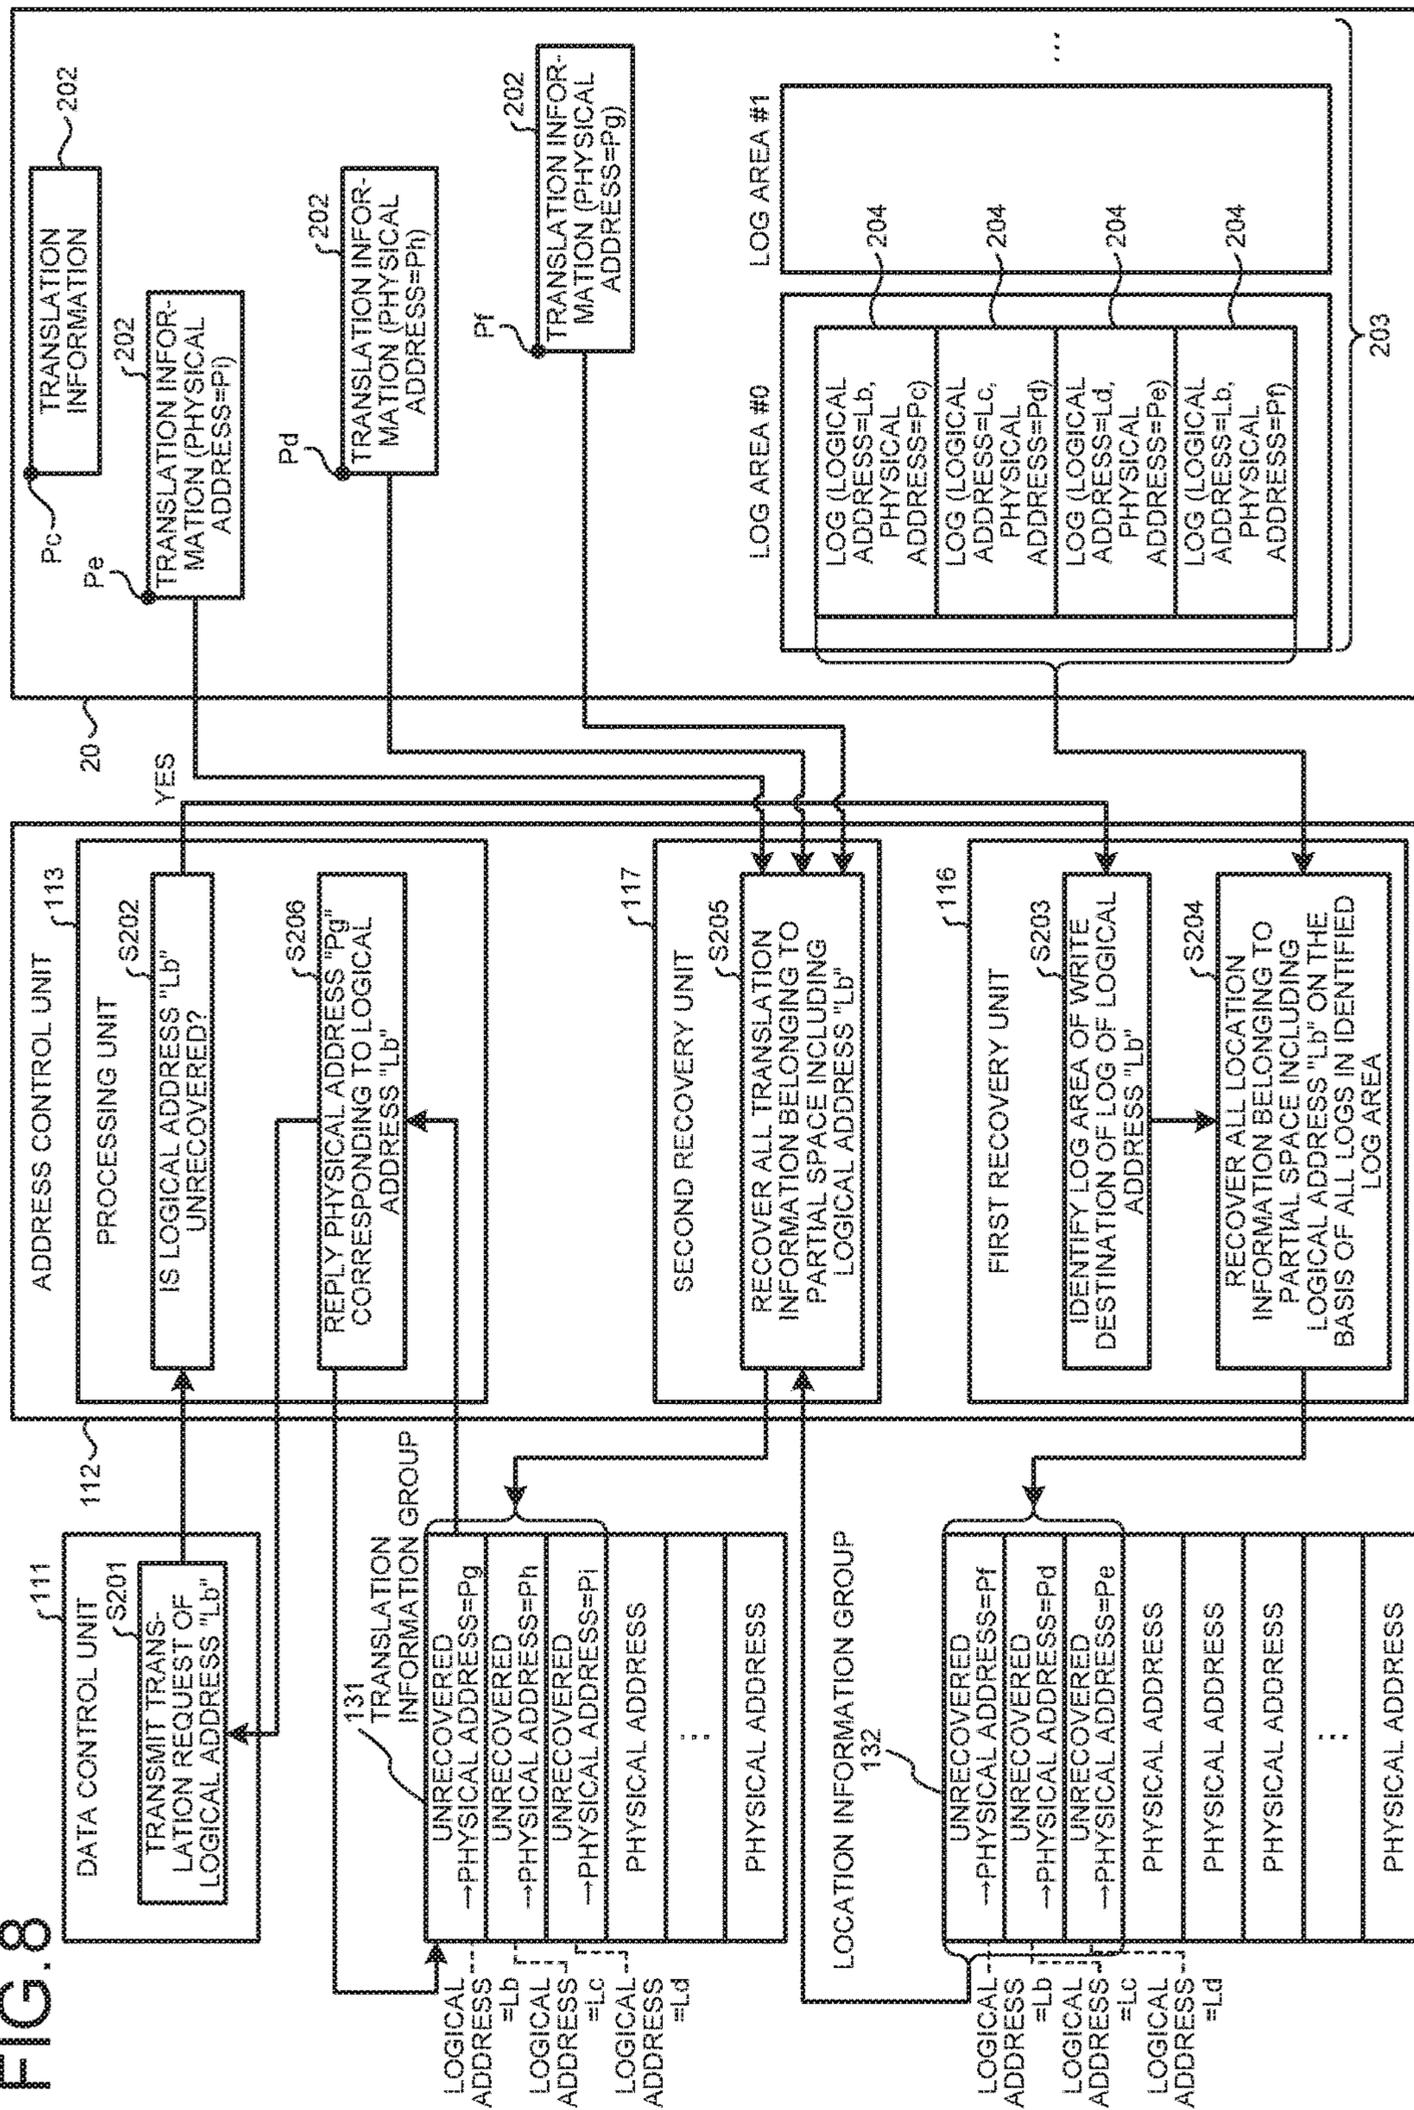 FIG.8
111
DATA CONTROL UNIT
S201
TRANSMIT TRANS-
LATION REQUEST OF
LOGICAL ADDRESS "Lb"
131
TRANSLATION
INFORMATION GROUP
UNRECOVERED
→PHYSICAL ADDRESS=Pg
UNRECOVERED
→PHYSICAL ADDRESS=Ph
UNRECOVERED
→PHYSICAL ADDRESS=Pi
PHYSICAL ADDRESS
...
PHYSICAL ADDRESS
LOGICAL
ADDRESS
=Lb
LOGICAL
ADDRESS
=Lc
LOGICAL
ADDRESS
=Ld
LOCATION INFORMATION GROUP
132
UNRECOVERED
→PHYSICAL ADDRESS=Pf
UNRECOVERED
→PHYSICAL ADDRESS=Pd
UNRECOVERED
→PHYSICAL ADDRESS=Pe
PHYSICAL ADDRESS
PHYSICAL ADDRESS
PHYSICAL ADDRESS
...
PHYSICAL ADDRESS
LOGICAL
ADDRESS
=Lb
LOGICAL
ADDRESS
=Lc
LOGICAL
ADDRESS
=Ld
112
ADDRESS CONTROL UNIT
113
PROCESSING UNIT
S202
IS LOGICAL ADDRESS "Lb"
UNRECOVERED?
YES
S206
REPLY PHYSICAL ADDRESS "Pg"
CORRESPONDING TO LOGICAL
ADDRESS "Lb"
117
SECOND RECOVERY UNIT
S205
RECOVER ALL TRANSLATION
INFORMATION BELONGING TO
PARTIAL SPACE INCLUDING
LOGICAL ADDRESS "Lb"
116
FIRST RECOVERY UNIT
S203
IDENTIFY LOG AREA OF WRITE
DESTINATION OF LOG OF LOGICAL
ADDRESS "Lb"
S204
RECOVER ALL LOCATION
INFORMATION BELONGING TO
PARTIAL SPACE INCLUDING
LOGICAL ADDRESS "Lb" ON THE
BASIS OF ALL LOGS IN IDENTIFIED
LOG AREA
20
Pc
202
TRANSLATION
INFORMATION
Pe
202
TRANSLATION INFOR-
MATION (PHYSICAL
ADDRESS=Pi)
Pd
202
TRANSLATION INFOR-
MATION (PHYSICAL
ADDRESS=Ph)
Pf
202
TRANSLATION INFOR-
MATION (PHYSICAL
ADDRESS=Pg)
LOG AREA #0
LOG AREA #1
...
LOG (LOGICAL
ADDRESS=Lb,
PHYSICAL
ADDRESS=Pc)
204
LOG (LOGICAL
ADDRESS=Lc,
PHYSICAL
ADDRESS=Pd)
204
LOG (LOGICAL
ADDRESS=Ld,
PHYSICAL
ADDRESS=Pe)
204
LOG (LOGICAL
ADDRESS=Lb,
PHYSICAL
ADDRESS=Pf)
204
203